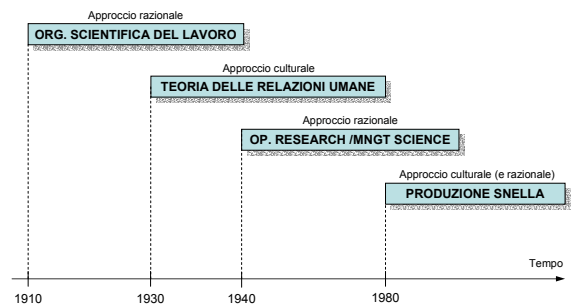 Approccio razionale
ORG. SCIENTIFICA DEL LAVORO
Approccio culturale
TEORIA DELLE RELAZIONI UMANE
Approccio razionale
OP. RESEARCH /MNGT SCIENCE
Approccio culturale (e razionale)
PRODUZIONE SNELLA
Tempo
1910 1930 1940 1980